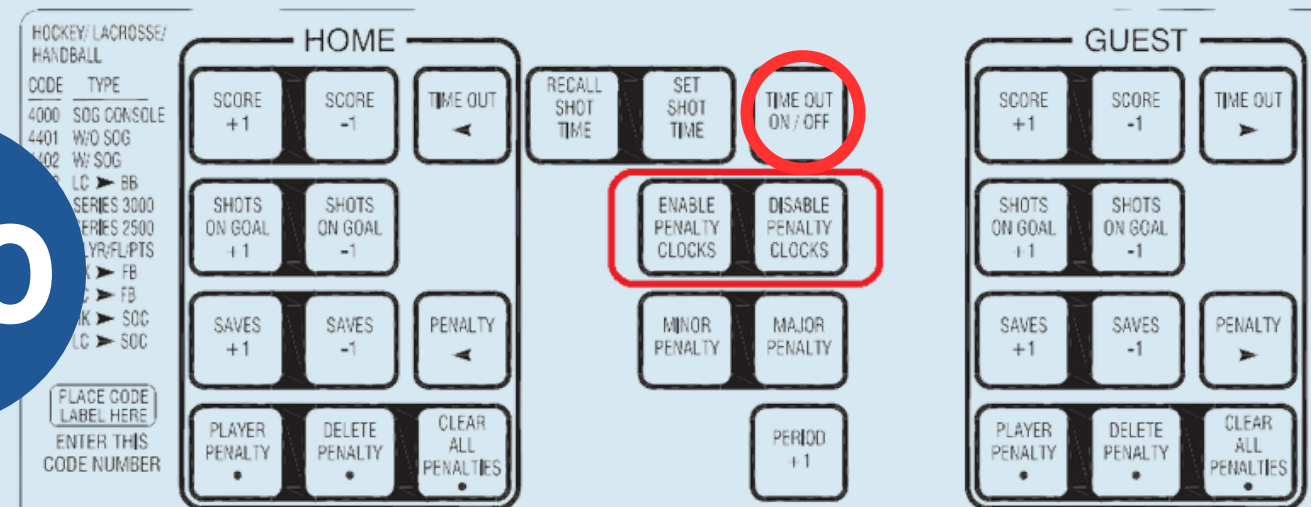 HOCKEY/LACROSSE/
HANDBALL
CODE TYPE
4000 SOG CONSOLE
4401 W/O SOG
402 W/ SOG
LC ➤ BB
SERIES 3000
SERIES 2500
LYR/FL/PTS
➤ FB
➤ FB
➤ SOC
LC ➤ SOC
PLACE CODE
LABEL HERE
ENTER THIS
CODE NUMBER
HOME
SCORE
+1
SCORE
-1
TIME OUT
◄
SHOTS
ON GOAL
+1
SHOTS
ON GOAL
-1
SAVES
+1
SAVES
-1
PENALTY
◄
PLAYER
PENALTY
•
DELETE
PENALTY
•
CLEAR
ALL
PENALTIES
•
RECALL
SHOT
TIME
SET
SHOT
TIME
TIME OUT
ON / OFF
ENABLE
PENALTY
CLOCKS
DISABLE
PENALTY
CLOCKS
MINOR
PENALTY
MAJOR
PENALTY
PERIOD
+1
GUEST
SCORE
+1
SCORE
-1
TIME OUT
➤
SHOTS
ON GOAL
+1
SHOTS
ON GOAL
-1
SAVES
+1
SAVES
-1
PENALTY
➤
PLAYER
PENALTY
•
DELETE
PENALTY
•
CLEAR
ALL
PENALTIES
•